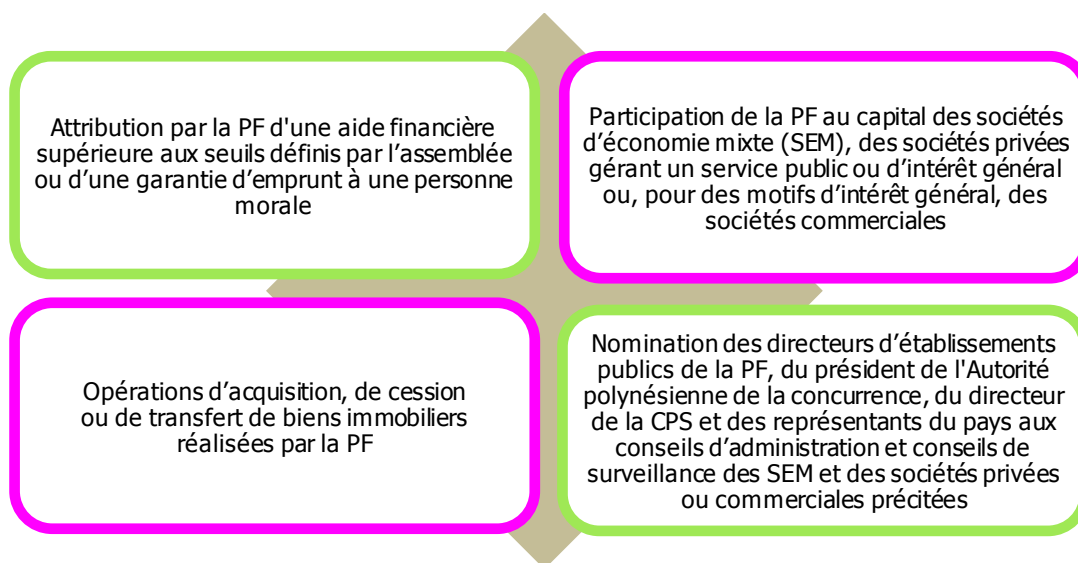 Attribution par la PF d'une aide financière
supérieure aux seuils définis par l’assemblée
ou d’une garantie d’emprunt à une personne
morale
Participation de la PF au capital des sociétés
d’économie mixte (SEM), des sociétés privées
gérant un service public ou d’intérêt général
ou, pour des motifs d’intérêt général, des
sociétés commerciales
Opérations d’acquisition, de cession
ou de transfert de biens immobiliers
réalisées par la PF
Nomination des directeurs d’établissements
publics de la PF, du président de l'Autorité
polynésienne de la concurrence, du directeur
de la CPS et des représentants du pays aux
conseils d’administration et conseils de
surveillance des SEM et des sociétés privées
ou commerciales précitées